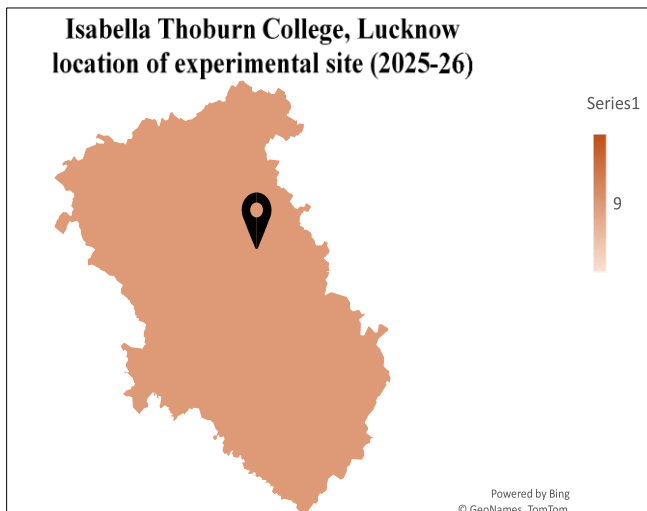 Isabella Thoburn College, Lucknow
location of experimental site (2025-26)
Series1
9
Powered by Bing
© GeoNames, TomTom